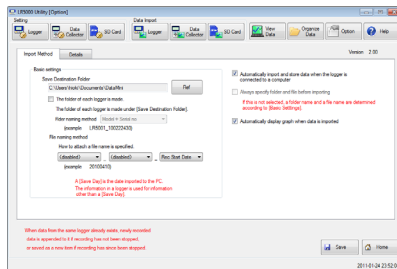 LR5000 Utility [Option]
Setting
Data Import
Logger
Data Collector
SD Card
Logger
Data Collector
SD Card
View Data
Organize Data
Option
Help
Import Method
Details
Version 2.00
Basic settings
Save Destination Folder
Ref
The folder of each logger is made.
The folder of each logger is made under [Save Destination Folder].
Folder naming method
Model + Serial no.
(example LR5001_100222430)
File naming method
How to attach a file name is specified.
(disabled)
_
(disabled)
_
Rec Start Date
(example 20100410)
A [Save Day] is the date imported to the PC.
The information in a logger is used for information
other than a [Save Day].
Automatically import and store data when the logger is
connected to a computer
Always specify folder and file before importing
If this is not selected, a folder name and a file name are determined
according to [Basic Settings].
Automatically display graph when data is imported
When data from the same logger already exists, newly recorded
data is appended to it if recording has not been stopped,
or saved as a new item if recording has since been stopped.
Save
Home
2011-01-24 23:52:0